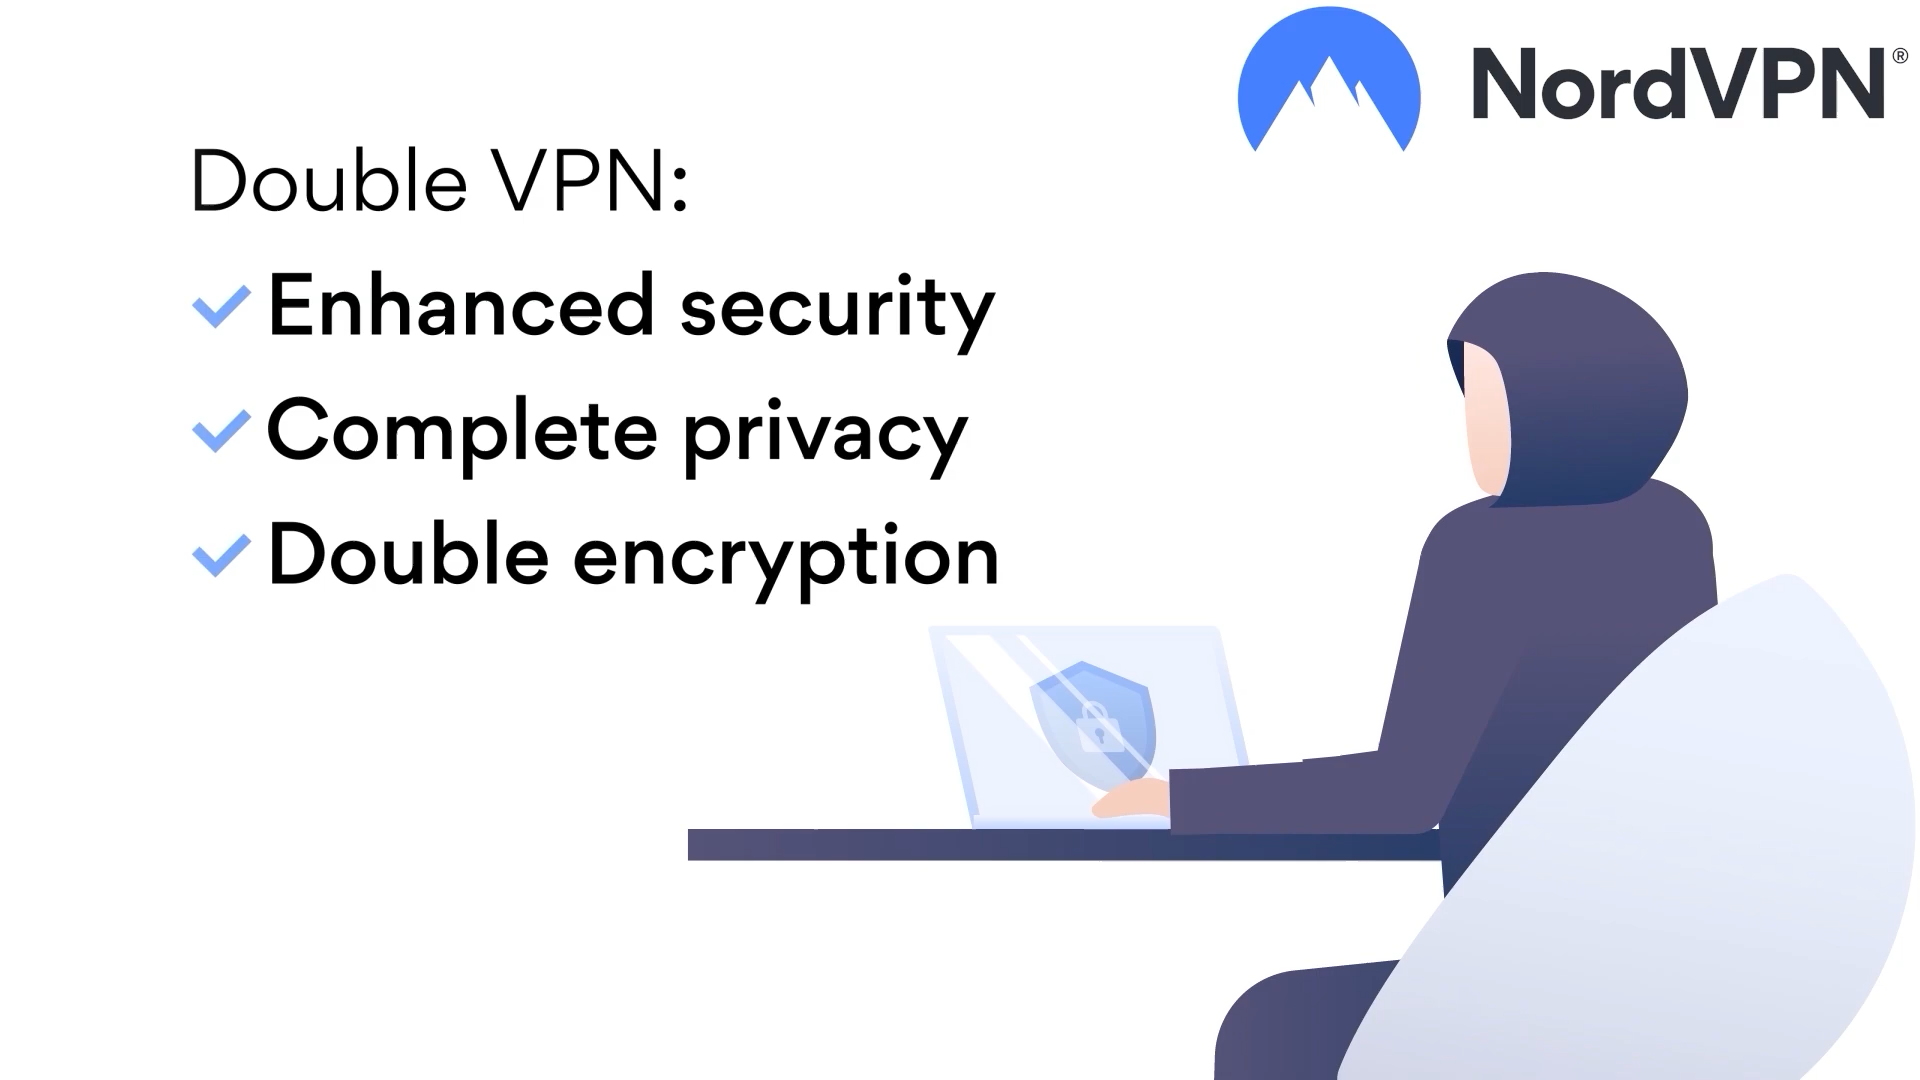 NordVPN®
Double VPN:
Enhanced security
Complete privacy
Double encryption